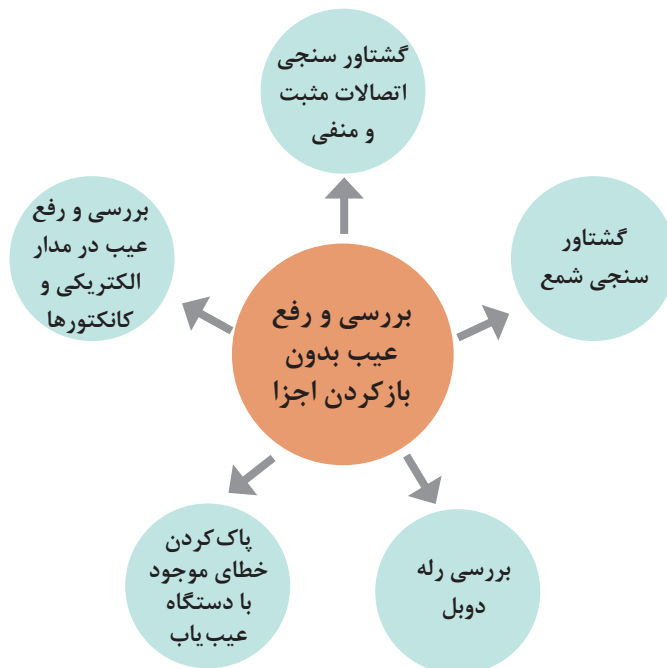 گشتاور سنجی
اتصالات مثبت
و منفی
گشتاور
سنجی شمع
بررسی و رفع
عیب در مدار
الکتریکی و
کانکتورها
بررسی و رفع
عیب بدون
بازکردن اجزا
بررسی رله
دوبل
پاک‌کردن
خطای موجود
با دستگاه
عیب‌یاب